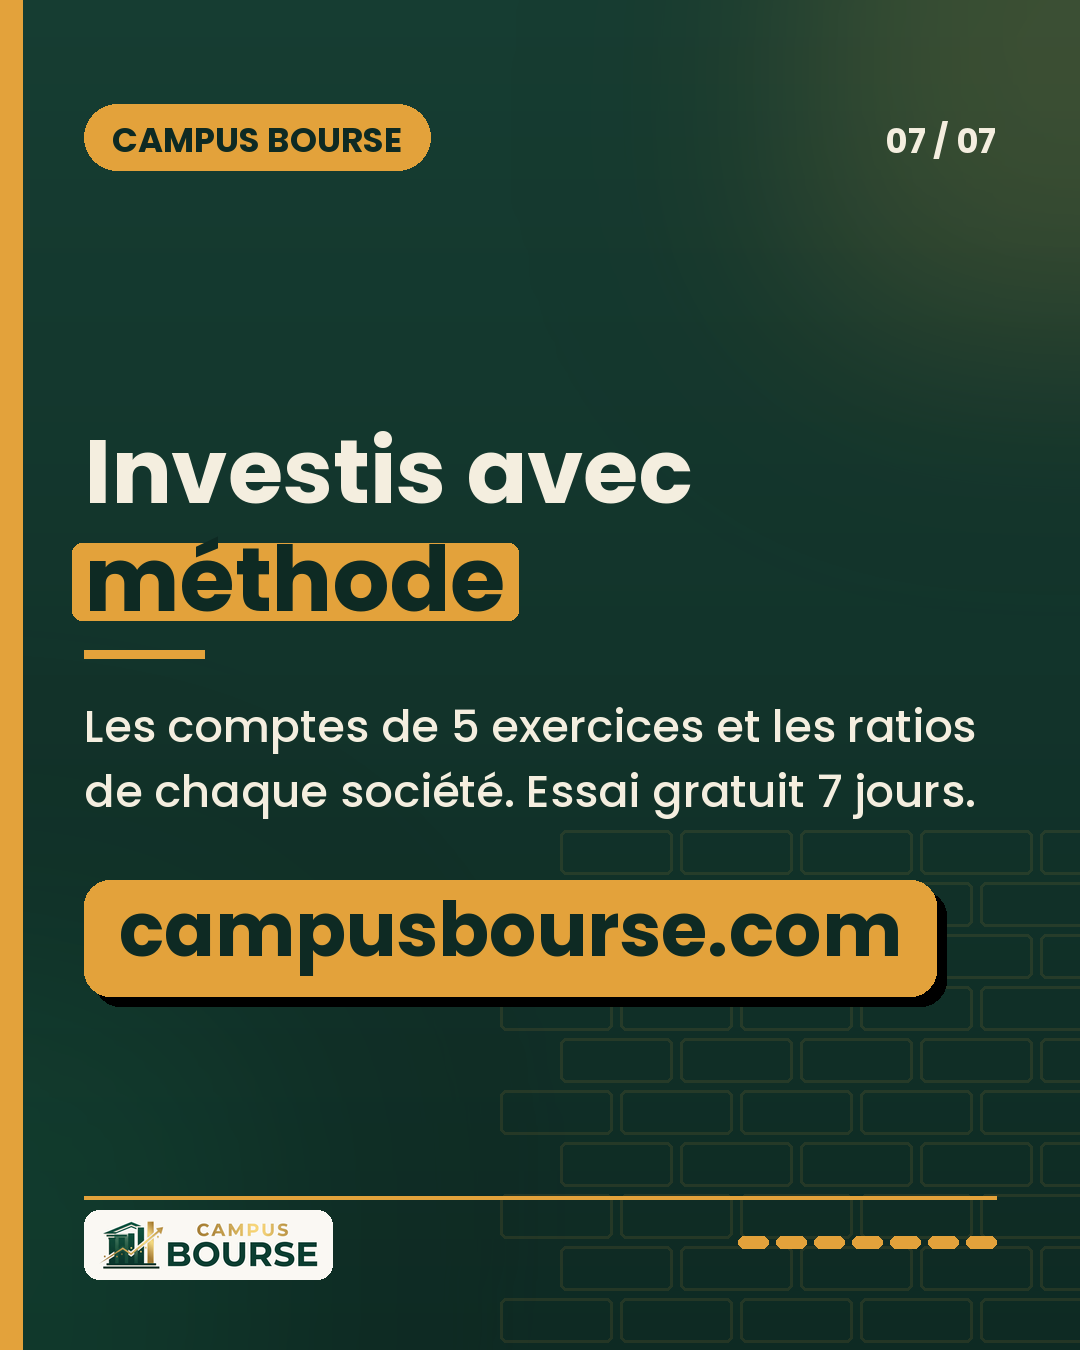 CAMPUS BOURSE
07 / 07
Investis avec
méthode
Les comptes de 5 exercices et les ratios
de chaque société. Essai gratuit 7 jours.
campusbourse.com
CAMPUS
BOURSE